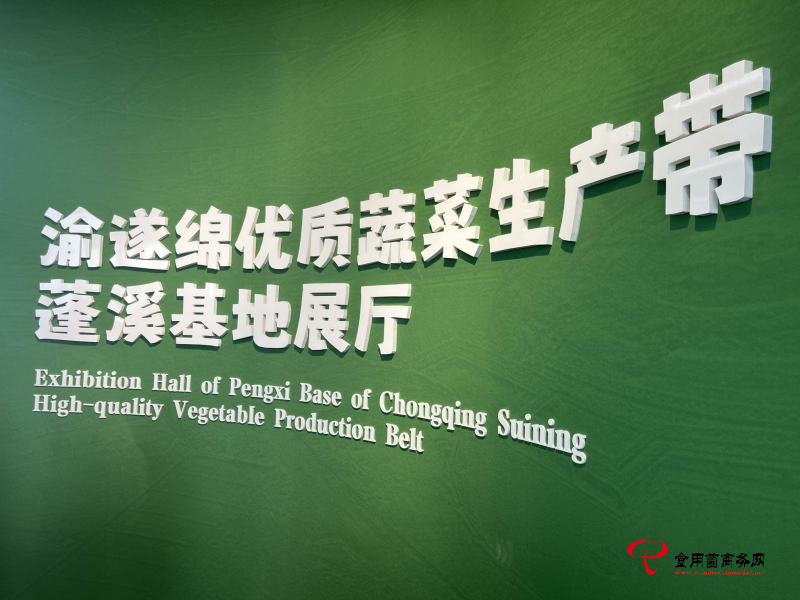 渝遂绵优质蔬菜生产带
蓬溪基地展厅
Exhibition Hall of Pengxi Base of Chongqing Suining
High-quality Vegetable Production Belt
食用菌商务网